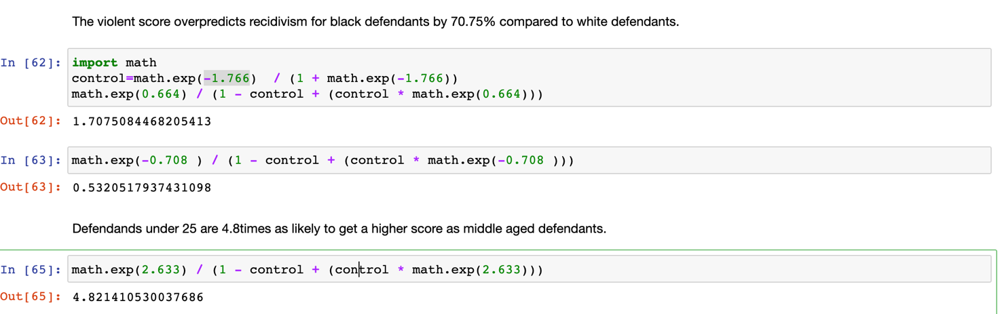 The violent score overpredicts recidivism for black defendants by 70.75% compared to white defendants.
In [62]: import math
control=math.exp(-1.766)  / (1 + math.exp(-1.766))
math.exp(0.664) / (1 - control + (control * math.exp(0.664)))
Out[62]: 1.7075084468205413
In [63]: math.exp(-0.708 ) / (1 - control + (control * math.exp(-0.708 )))
Out[63]: 0.5320517937431098
Defendands under 25 are 4.8times as likely to get a higher score as middle aged defendants.
In [65]: math.exp(2.633) / (1 - control + (control * math.exp(2.633)))
Out[65]: 4.821410530037686